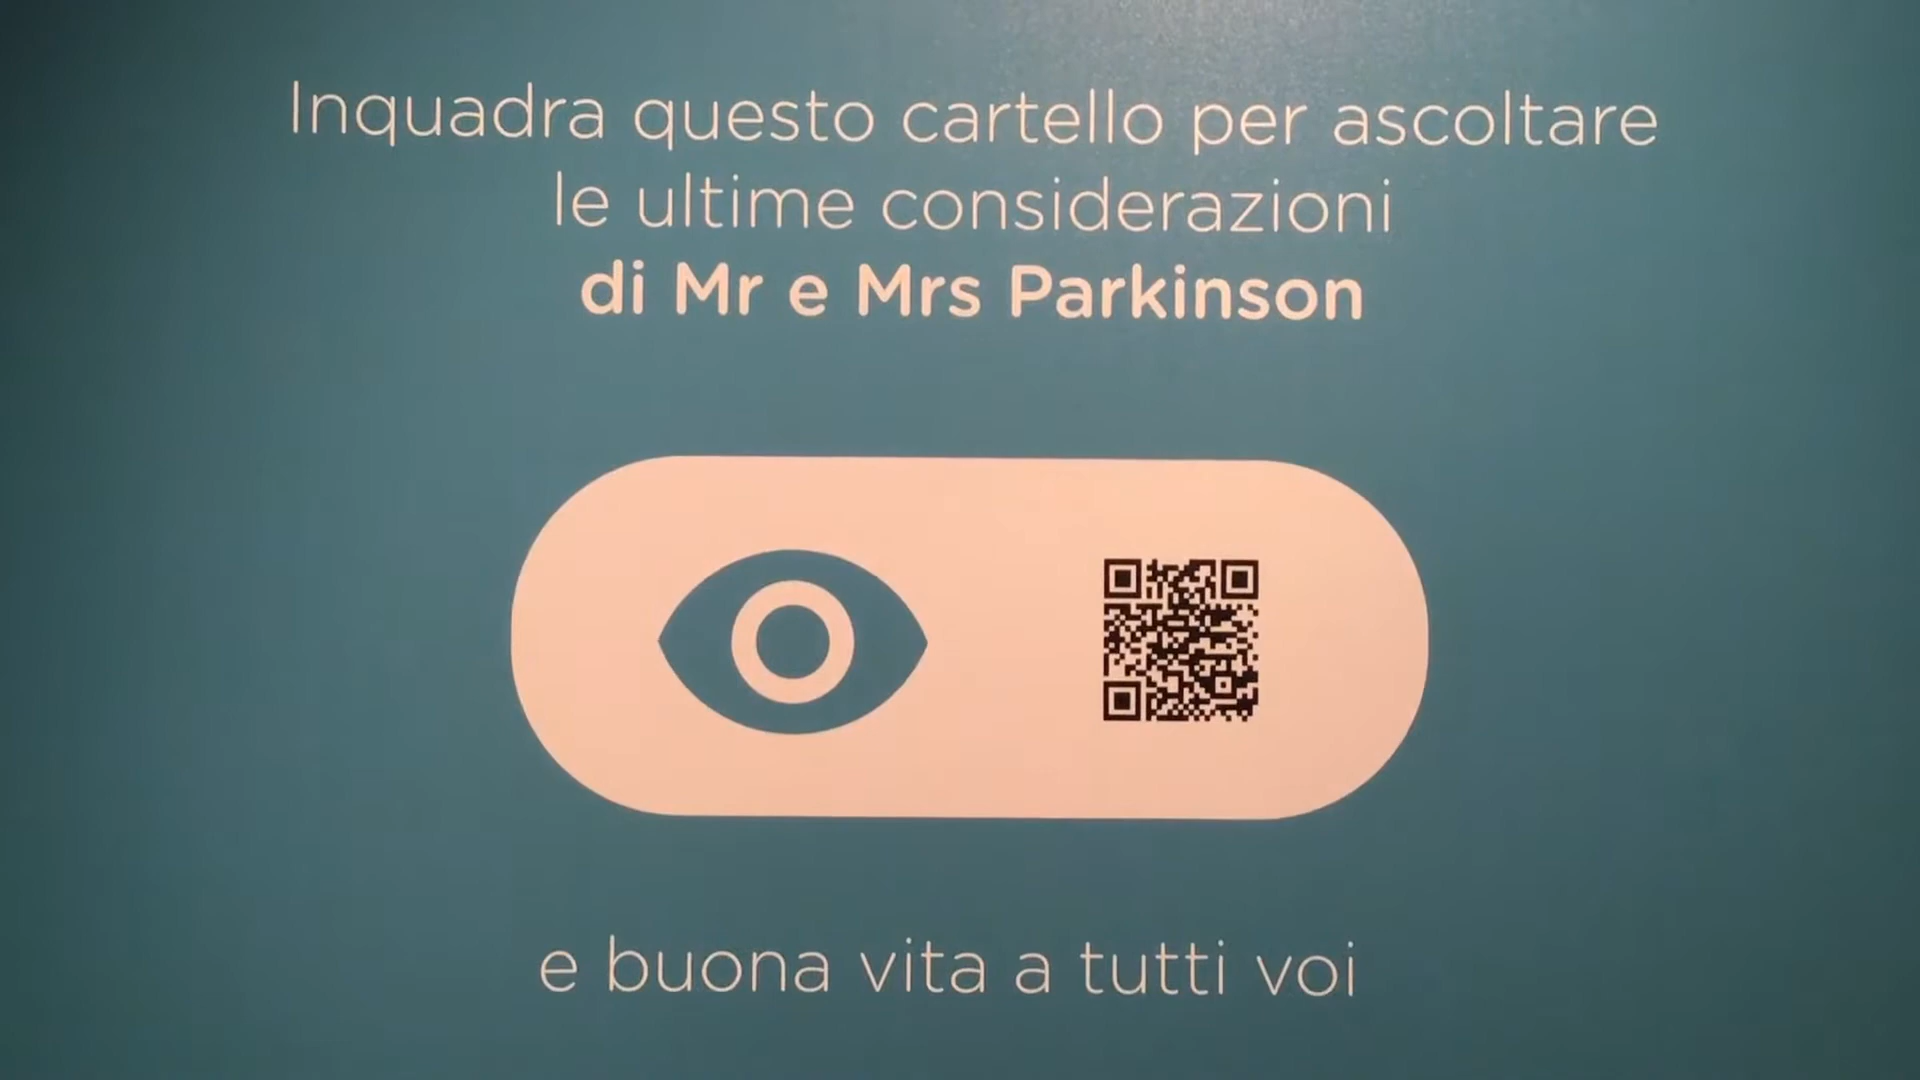 Inquadra questo cartello per ascoltare
le ultime considerazioni
di Mr e Mrs Parkinson
e buona vita a tutti voi